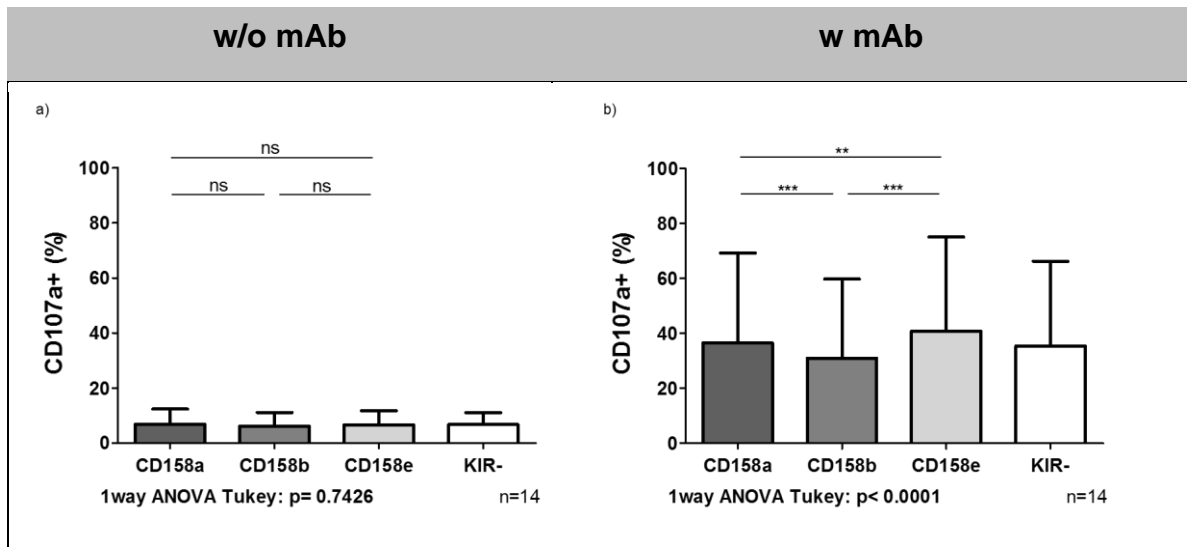 w/o mAb
w mAb
a)
ns
ns ns
100
80
60
40
20
0
CD107a+ (%)
CD158a CD158b CD158e KIR-
1way ANOVA Tukey: p= 0.7426 n=14
b)
**
*** ***
100
80
60
40
20
0
CD107a+ (%)
CD158a CD158b CD158e KIR-
1way ANOVA Tukey: p< 0.0001 n=14